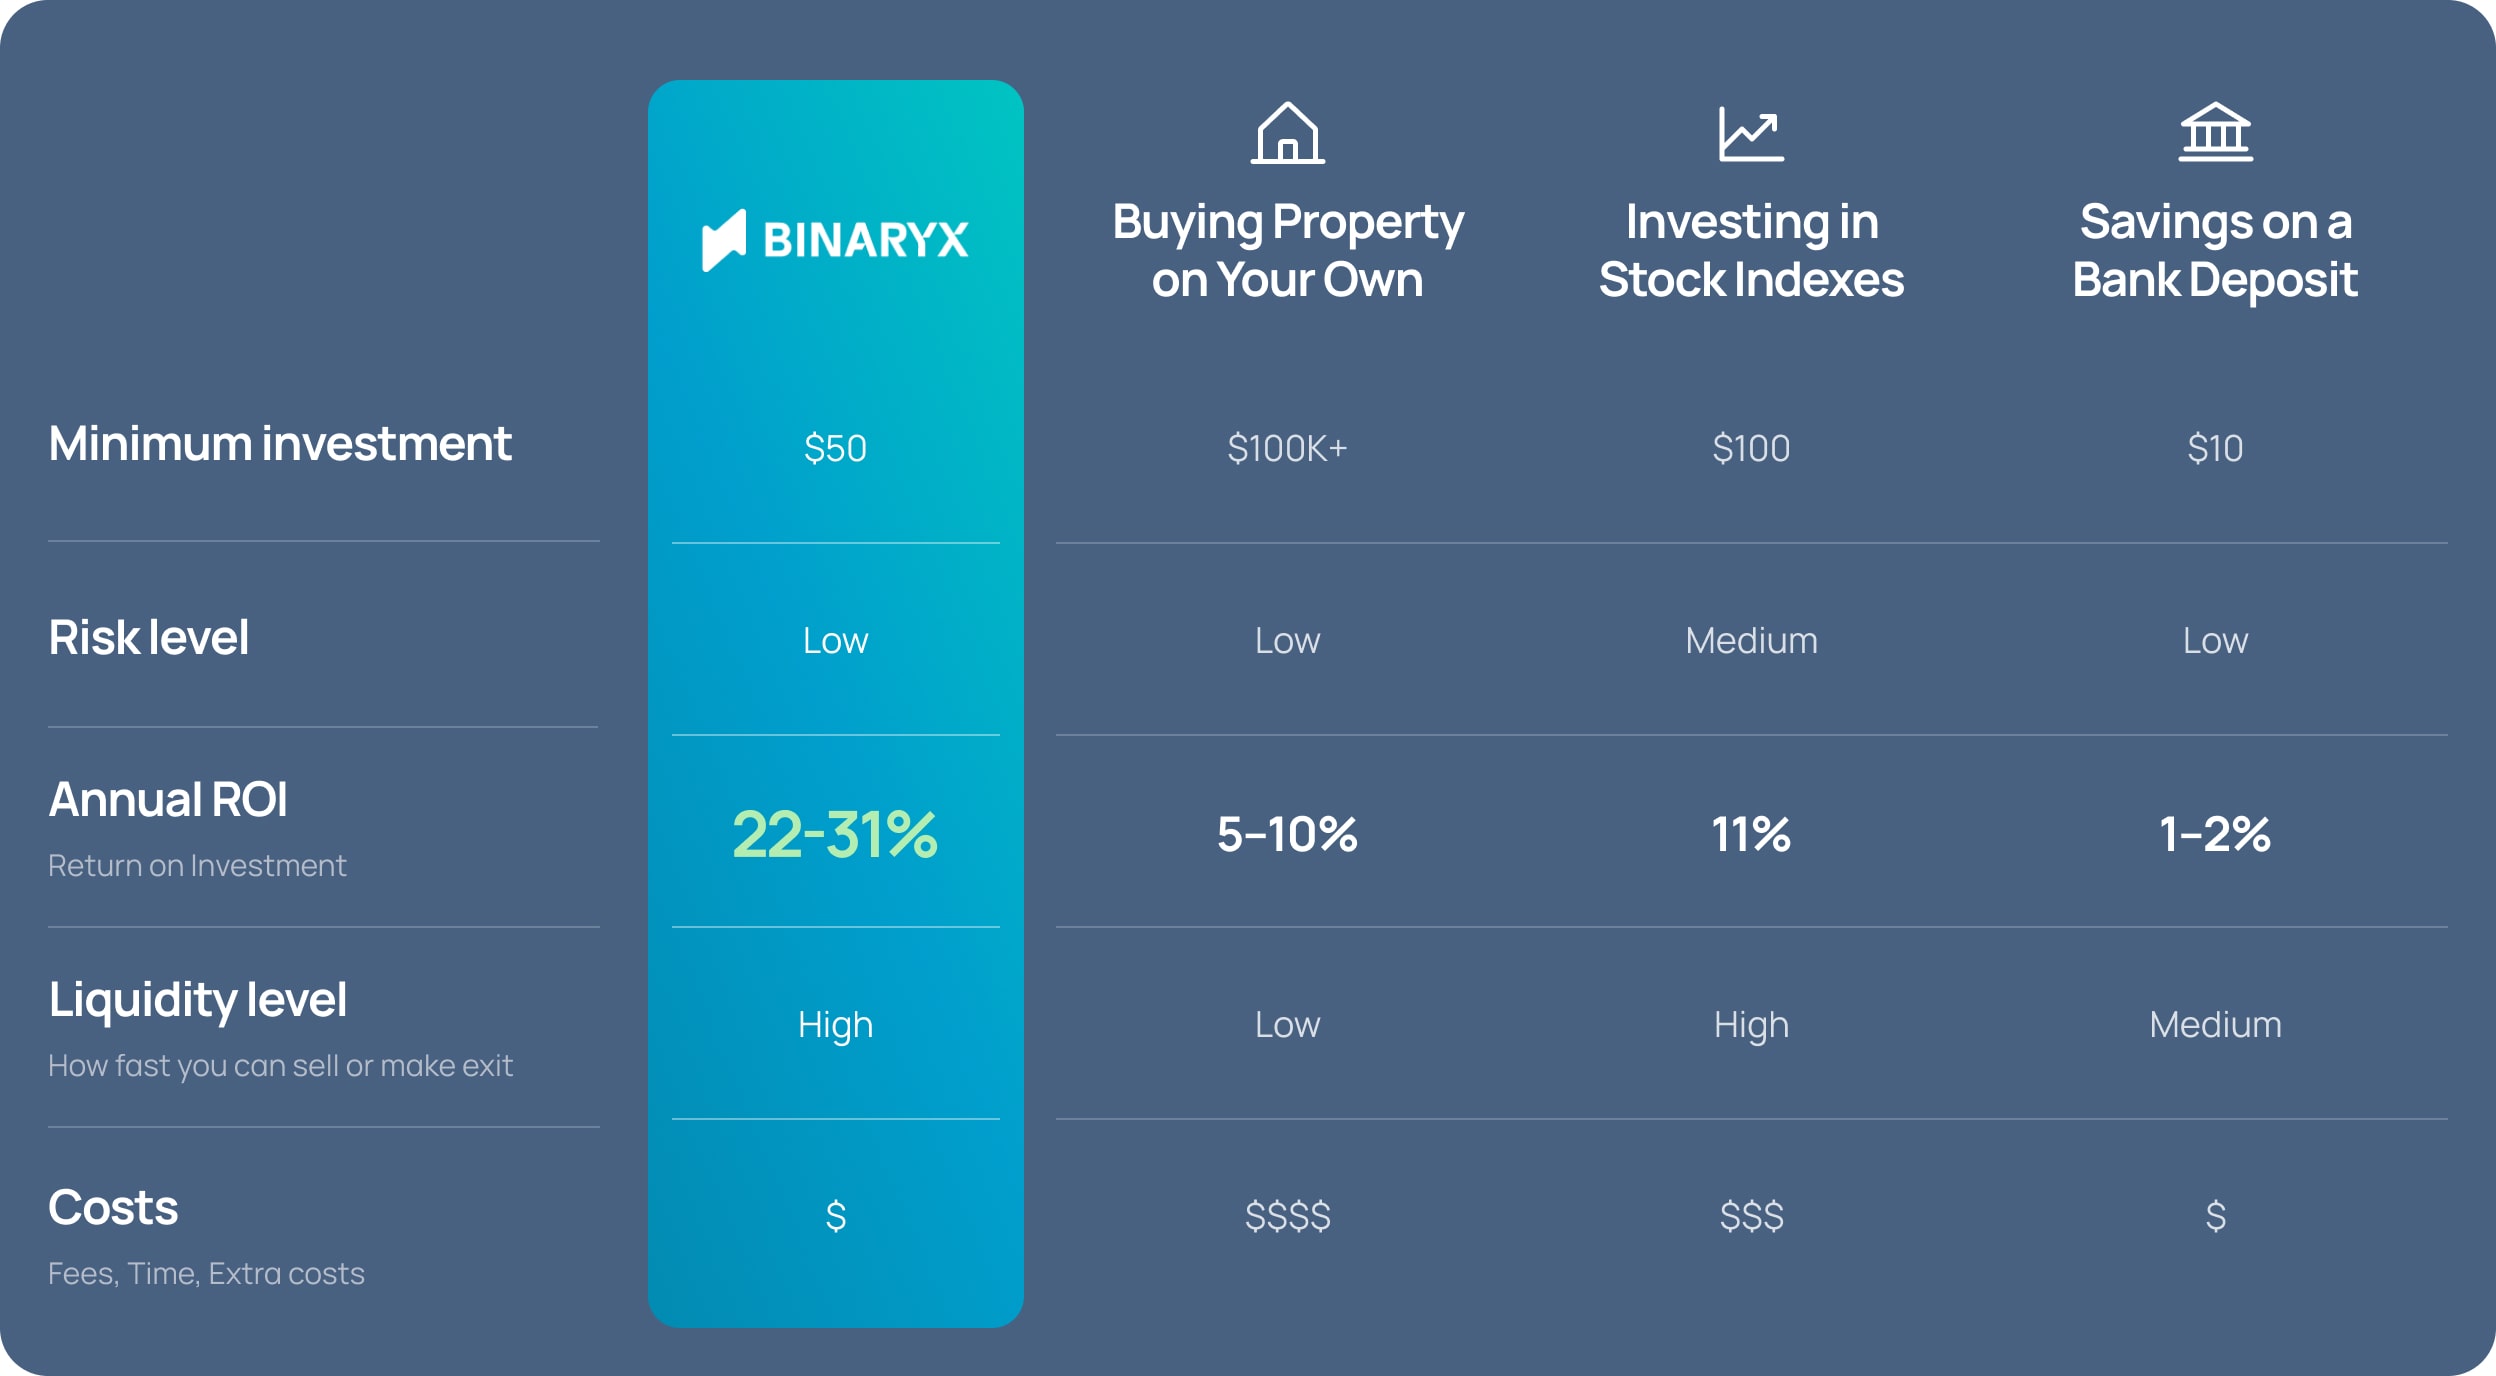 BINARYX
Buying Property
on Your Own
Investing in
Stock Indexes
Savings on a
Bank Deposit
Minimum investment
$50
$100K+
$100
$10
Risk level
Low
Low
Medium
Low
Annual ROI
Return on Investment
22-31%
5–10%
11%
1–2%
Liquidity level
How fast you can sell or make exit
High
Low
High
Medium
Costs
Fees, Time, Extra costs
$
$$$$
$$$
$